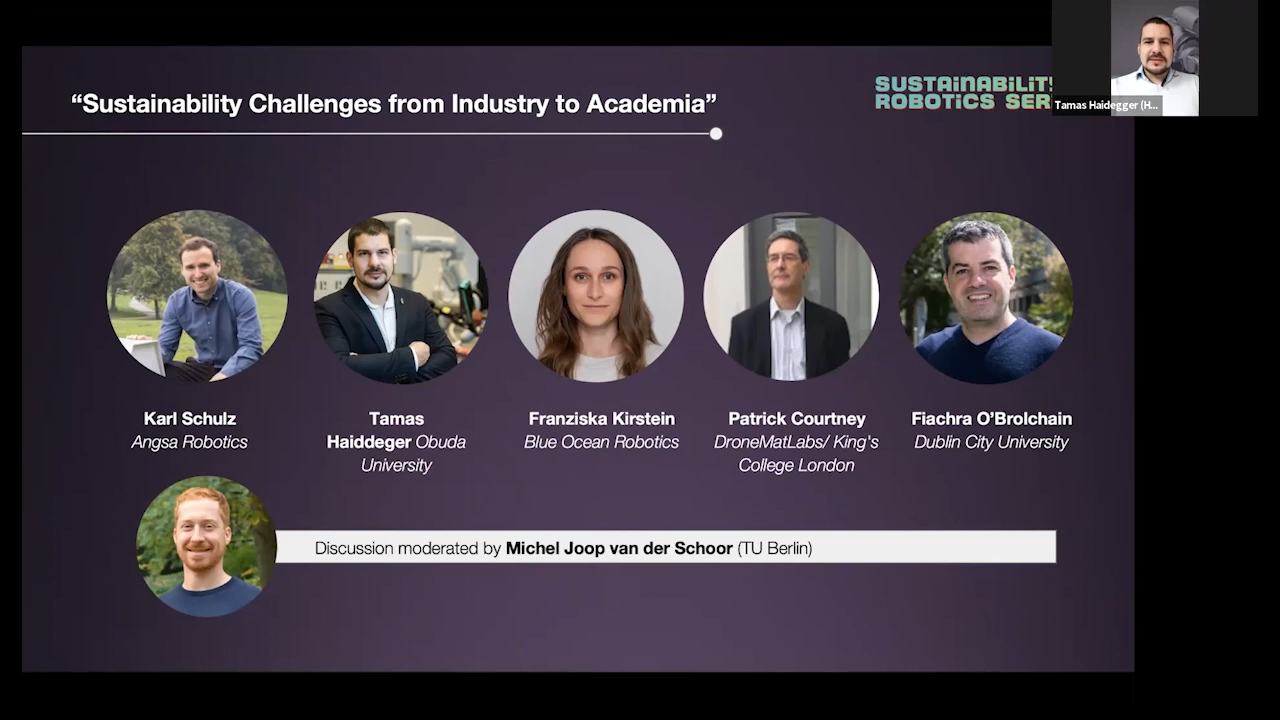 “Sustainability Challenges from Industry to Academia”
SUSTAINABILIT
ROBOTICS SER
Tamas Haidegger (H...
Karl Schulz
Angsa Robotics
Tamas
Haiddeger Obuda
University
Franziska Kirstein
Blue Ocean Robotics
Patrick Courtney
DroneMatLabs/ King's
College London
Fiachra O’Brolchain
Dublin City University
Discussion moderated by Michel Joop van der Schoor (TU Berlin)